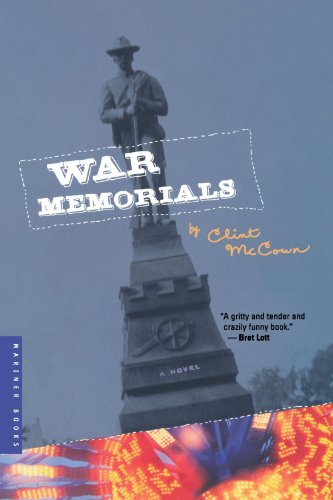 WAR
MEMORIALS
by Clint
McCown
"A gritty and tender and
crazily funny book."
— Bret Lott
A NOVEL
MARINER BOOKS